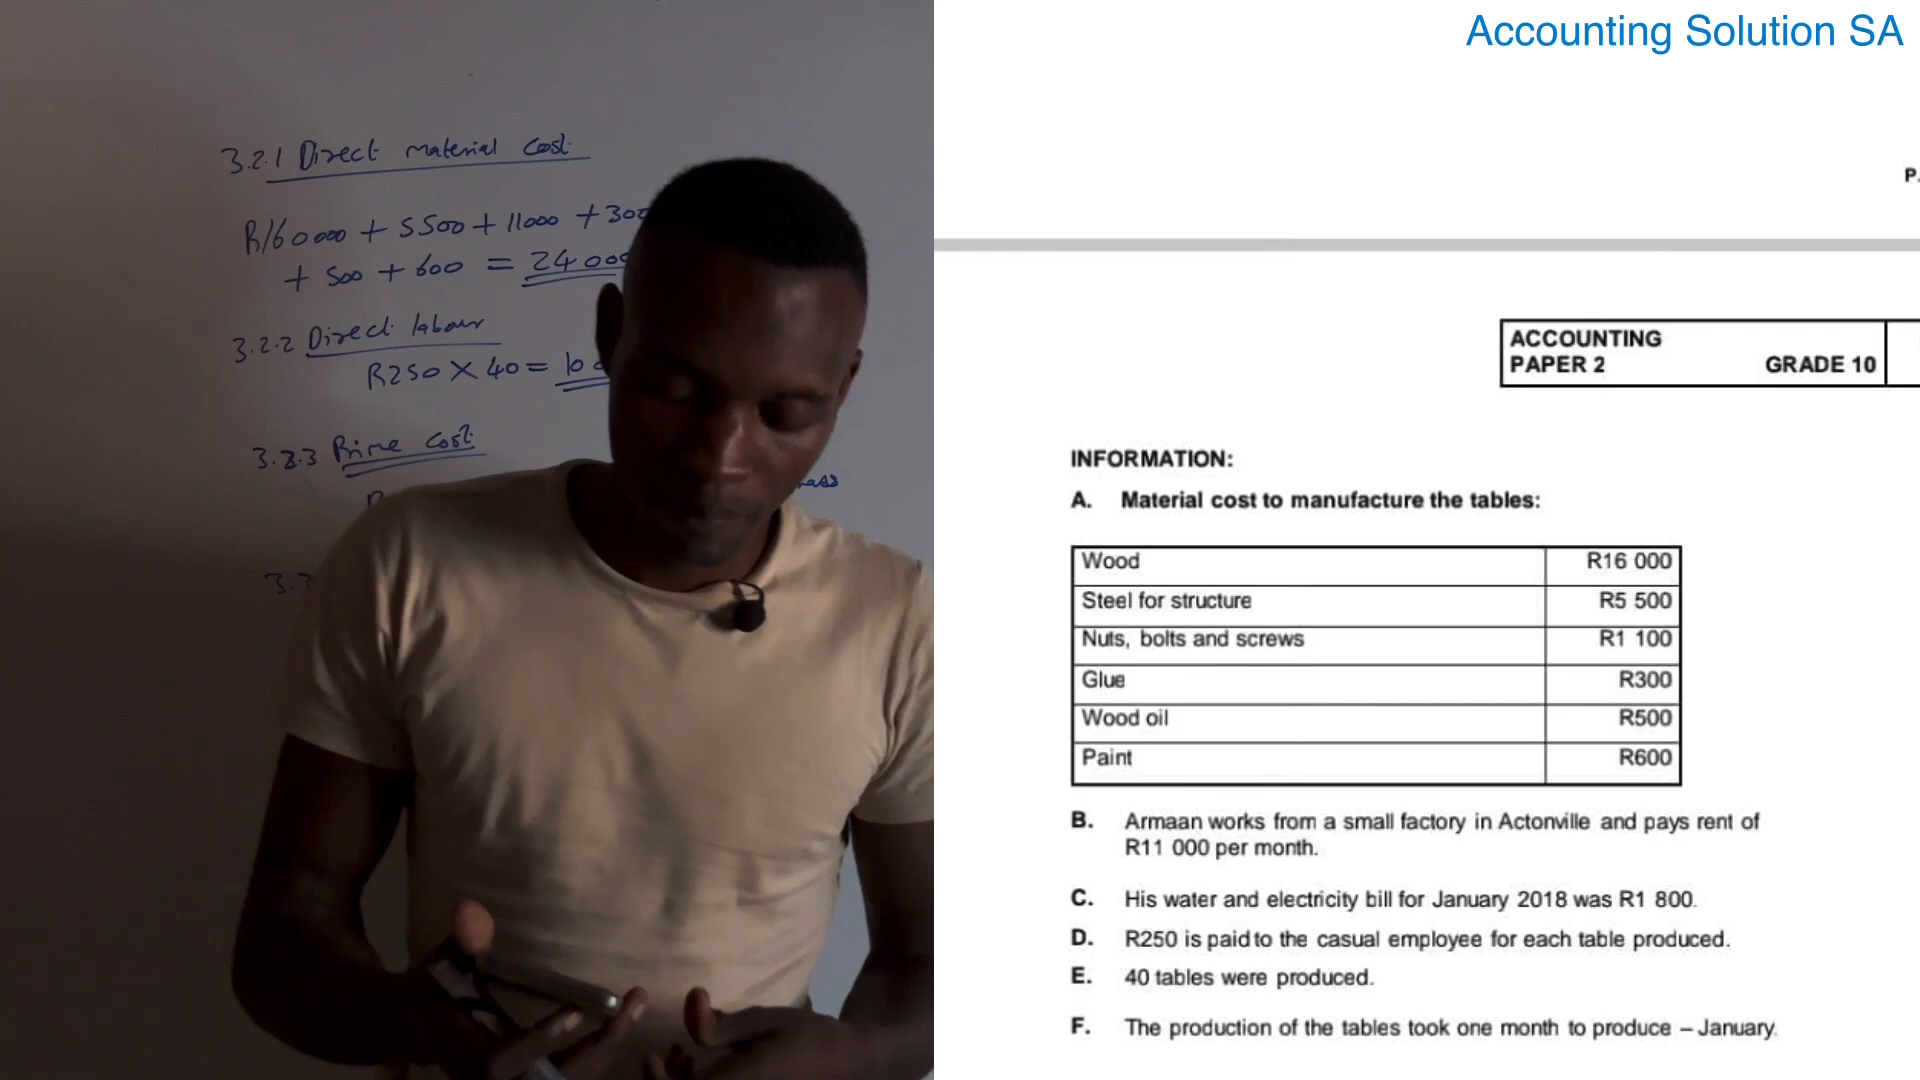 Accounting Solution SA
3.2.1 Direct material cost
R16 0000 + 5500 + 11000 + 300
+ 500 + 600 = 24 000
3.2.2 Direct labour
R250 × 40 = 10 0
3.2.3 Prime cost
3.3
P.
ACCOUNTING
PAPER 2 GRADE 10
INFORMATION:
A. Material cost to manufacture the tables:
Wood R16 000
Steel for structure R5 500
Nuts, bolts and screws R1 100
Glue R300
Wood oil R500
Paint R600
B. Armaan works from a small factory in Actonville and pays rent of
R11 000 per month.
C. His water and electricity bill for January 2018 was R1 800.
D. R250 is paid to the casual employee for each table produced.
E. 40 tables were produced.
F. The production of the tables took one month to produce – January.